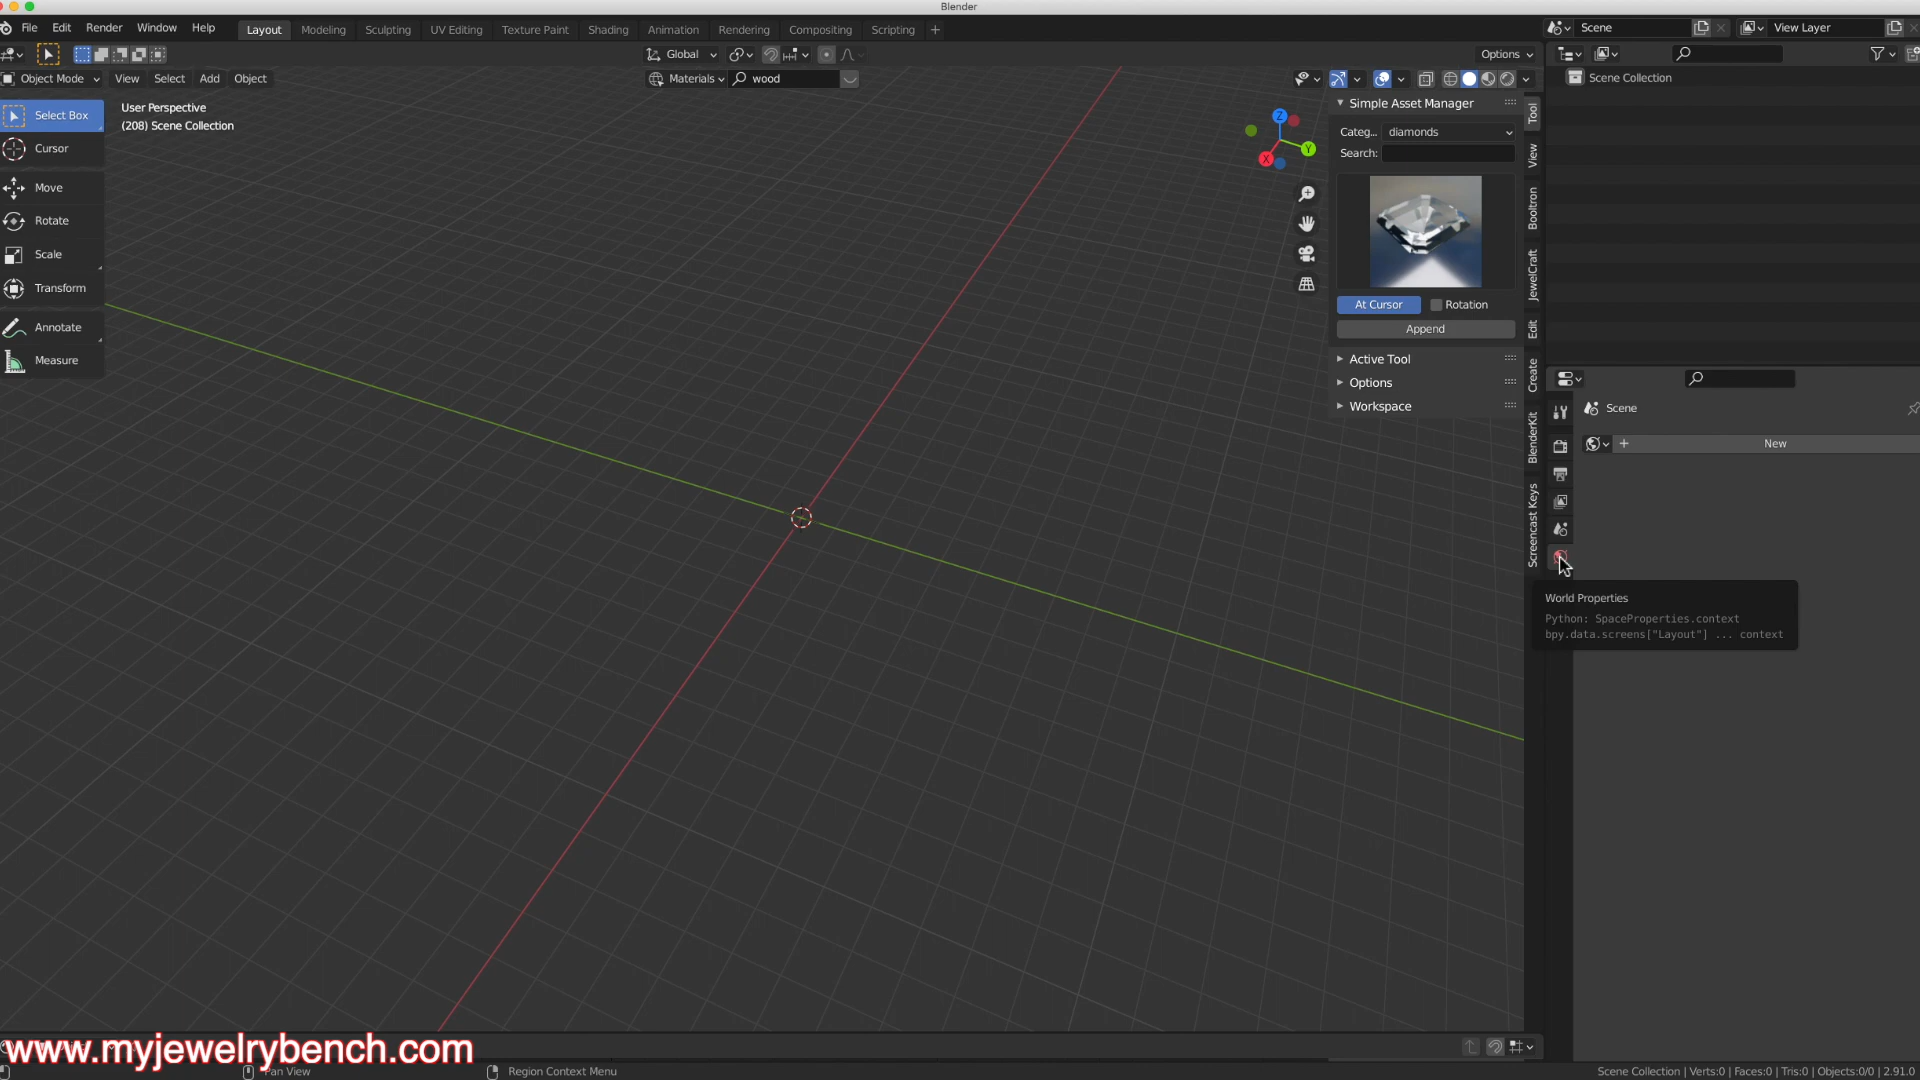 Blender
File Edit Render Window Help Layout Modeling Sculpting UV Editing Texture Paint Shading Animation Rendering Compositing Scripting + Scene View Layer
Global Options
Object Mode View Select Add Object Materials wood
Scene Collection
User Perspective
(208) Scene Collection
Select Box
Cursor
Move
Rotate
Scale
Transform
Annotate
Measure
Z
Y
X
Simple Asset Manager
Categ... diamonds
Search:
At Cursor Rotation
Append
Active Tool
Options
Workspace
Tool
View
Booltron
JewelCraft
Edit
Create
BlenderKit
Screencast Keys
Scene
+ New
World Properties
Python: SpaceProperties.context
bpy.data.screens["Layout"] ... context
www.myjewelrybench.com
Pan View
Region Context Menu
Scene Collection | Verts:0 | Faces:0 | Tris:0 | Objects:0/0 | 2.91.0